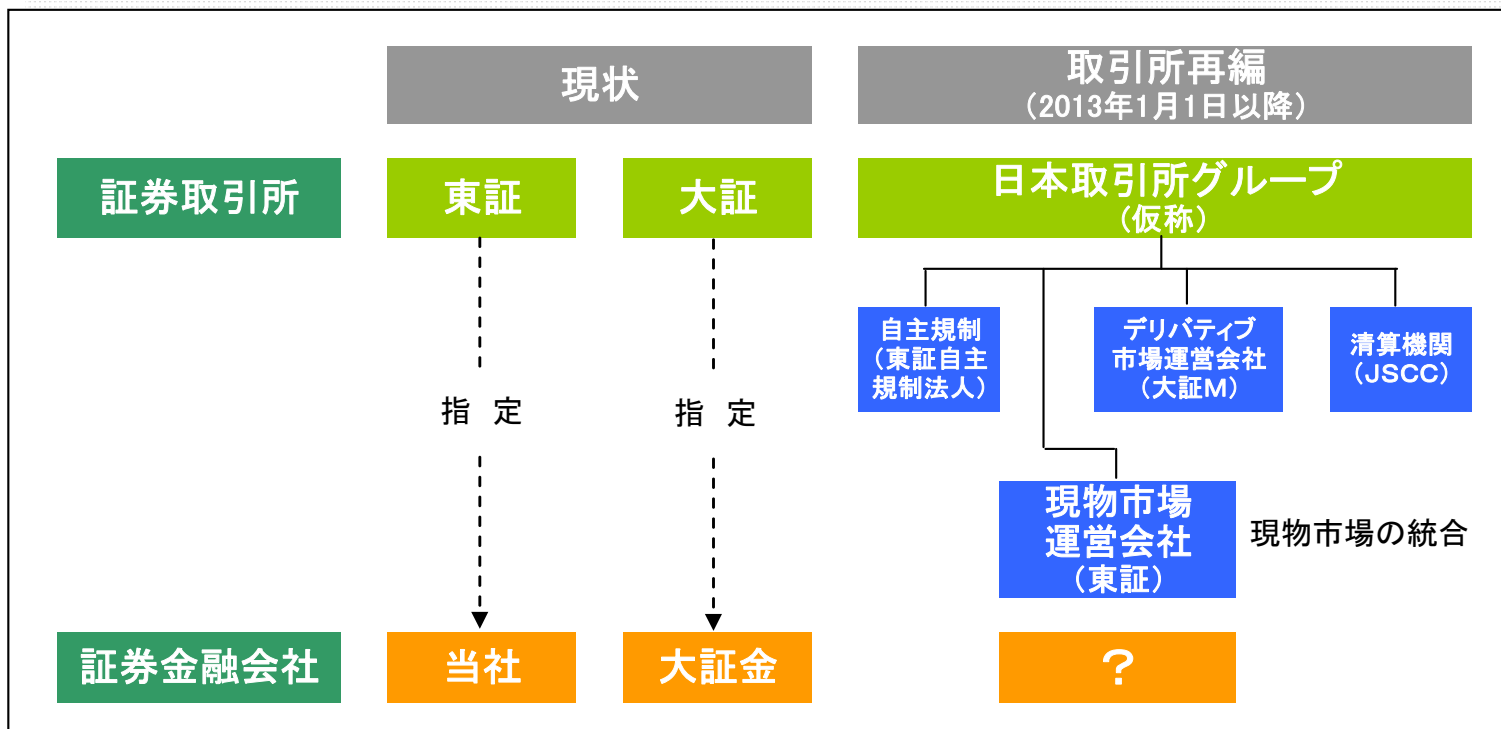 現状
取引所再編
(2013年1月1日以降)
証券取引所
東証
大証
日本取引所グループ
(仮称)
自主規制
(東証自主
規制法人)
デリバティブ
市場運営会社
(大証M)
清算機関
(JSCC)
指 定
指 定
現物市場
運営会社
(東証)
現物市場の統合
証券金融会社
当社
大証金
?